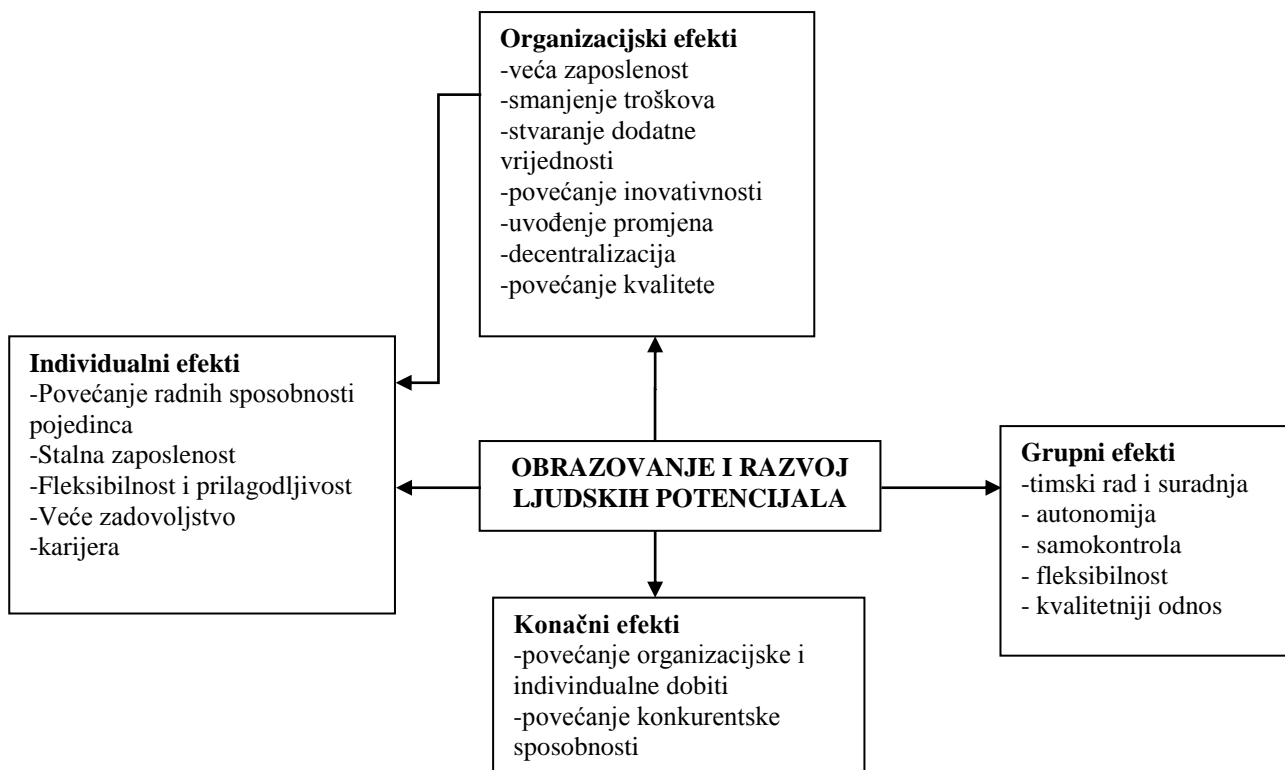 Organizacijski efekti
-veća zaposlenost
-smanjenje troškova
-stvaranje dodatne
vrijednosti
-povećanje inovativnosti
-uvođenje promjena
-decentralizacija
-povećanje kvalitete
Individualni efekti
-Povećanje radnih sposobnosti
pojedinca
-Stalna zaposlenost
-Fleksibilnost i prilagodljivost
-Veće zadovoljstvo
-karijera
OBRAZOVANJE I RAZVOJ
LJUDSKIH POTENCIJALA
Grupni efekti
-timski rad i suradnja
- autonomija
- samokontrola
- fleksibilnost
- kvalitetniji odnos
Konačni efekti
-povećanje organizacijske i
indivindualne dobiti
-povećanje konkurentske
sposobnosti